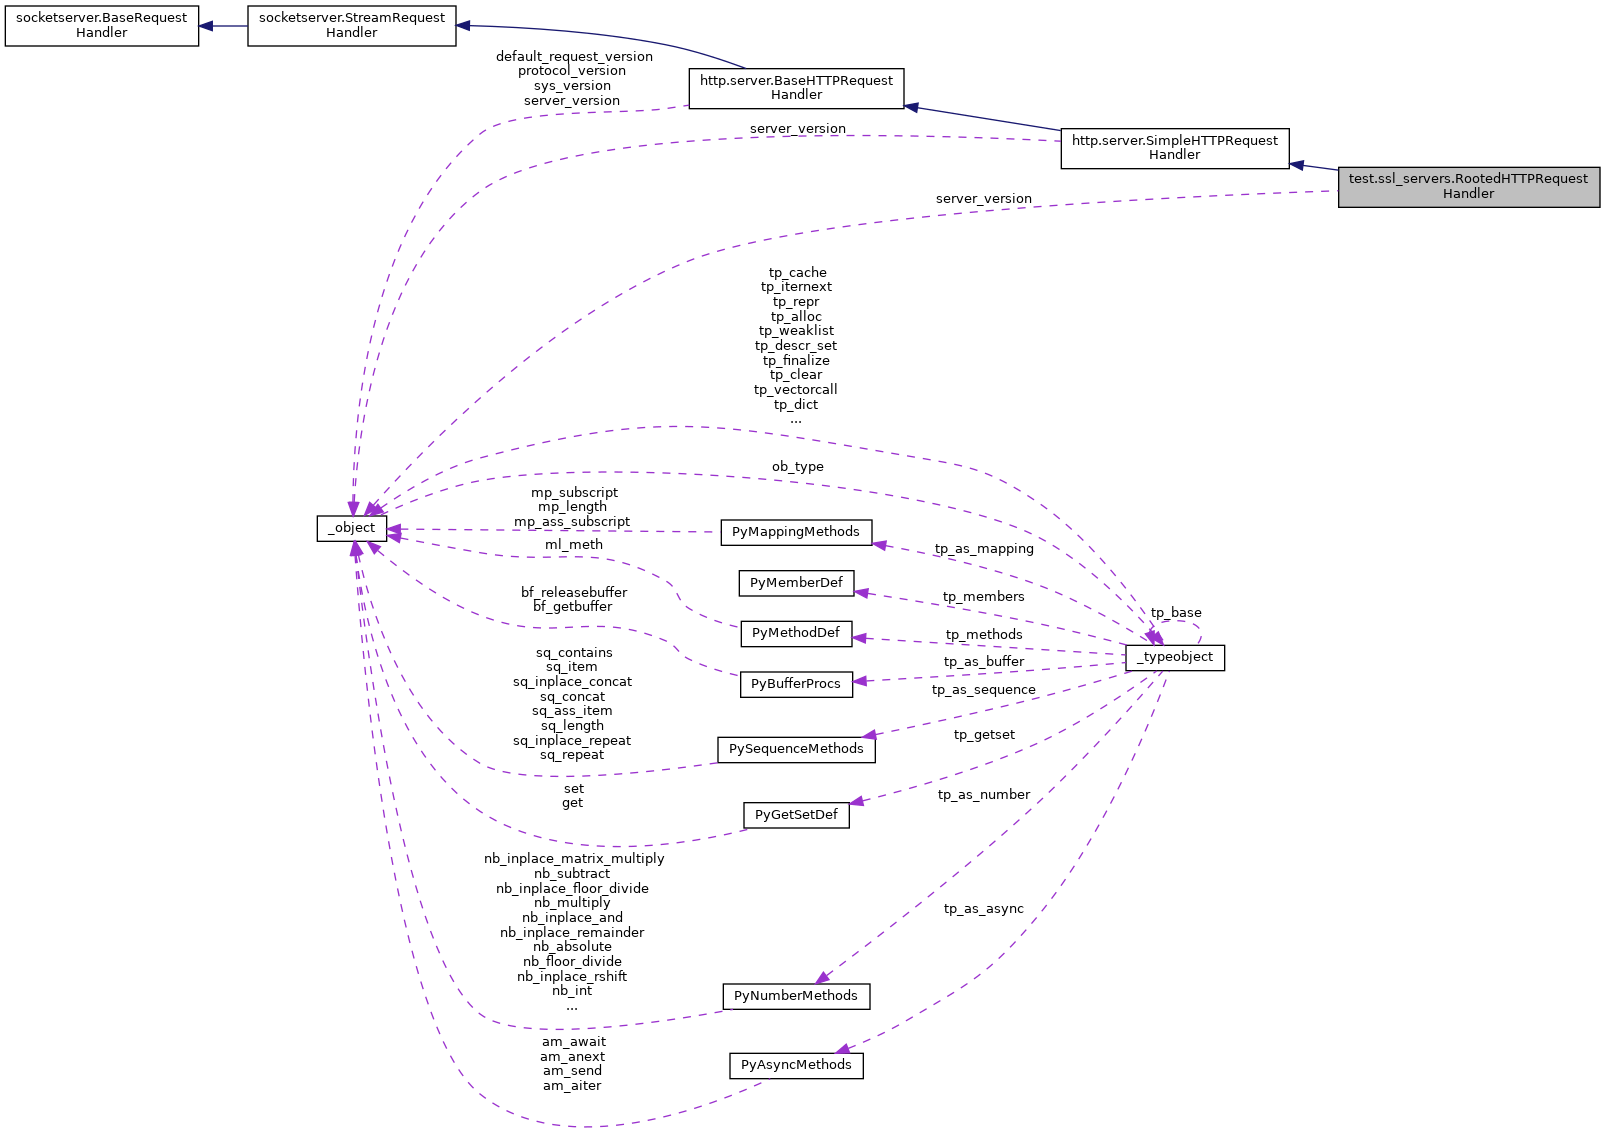 socketserver.BaseRequest
Handler
socketserver.StreamRequest
Handler
default_request_version
protocol_version
sys_version
server_version
http.server.BaseHTTPRequest
Handler
server_version
http.server.SimpleHTTPRequest
Handler
test.ssl_servers.RootedHTTPRequest
Handler
server_version
tp_cache
tp_iternext
tp_repr
tp_alloc
tp_weaklist
tp_descr_set
tp_finalize
tp_clear
tp_vectorcall
tp_dict
...
ob_type
mp_subscript
mp_length
mp_ass_subscript
_object
PyMappingMethods
ml_meth
tp_as_mapping
PyMemberDef
bf_releasebuffer
bf_getbuffer
tp_members
tp_base
PyMethodDef
tp_methods
_typeobject
tp_as_buffer
PyBufferProcs
tp_as_sequence
sq_contains
sq_item
sq_inplace_concat
sq_concat
sq_ass_item
sq_length
sq_inplace_repeat
sq_repeat
PySequenceMethods
tp_getset
set
get
tp_as_number
PyGetSetDef
nb_inplace_matrix_multiply
nb_subtract
nb_inplace_floor_divide
nb_multiply
nb_inplace_and
nb_inplace_remainder
nb_absolute
nb_floor_divide
nb_inplace_rshift
nb_int
...
tp_as_async
PyNumberMethods
am_await
am_anext
am_send
am_aiter
PyAsyncMethods